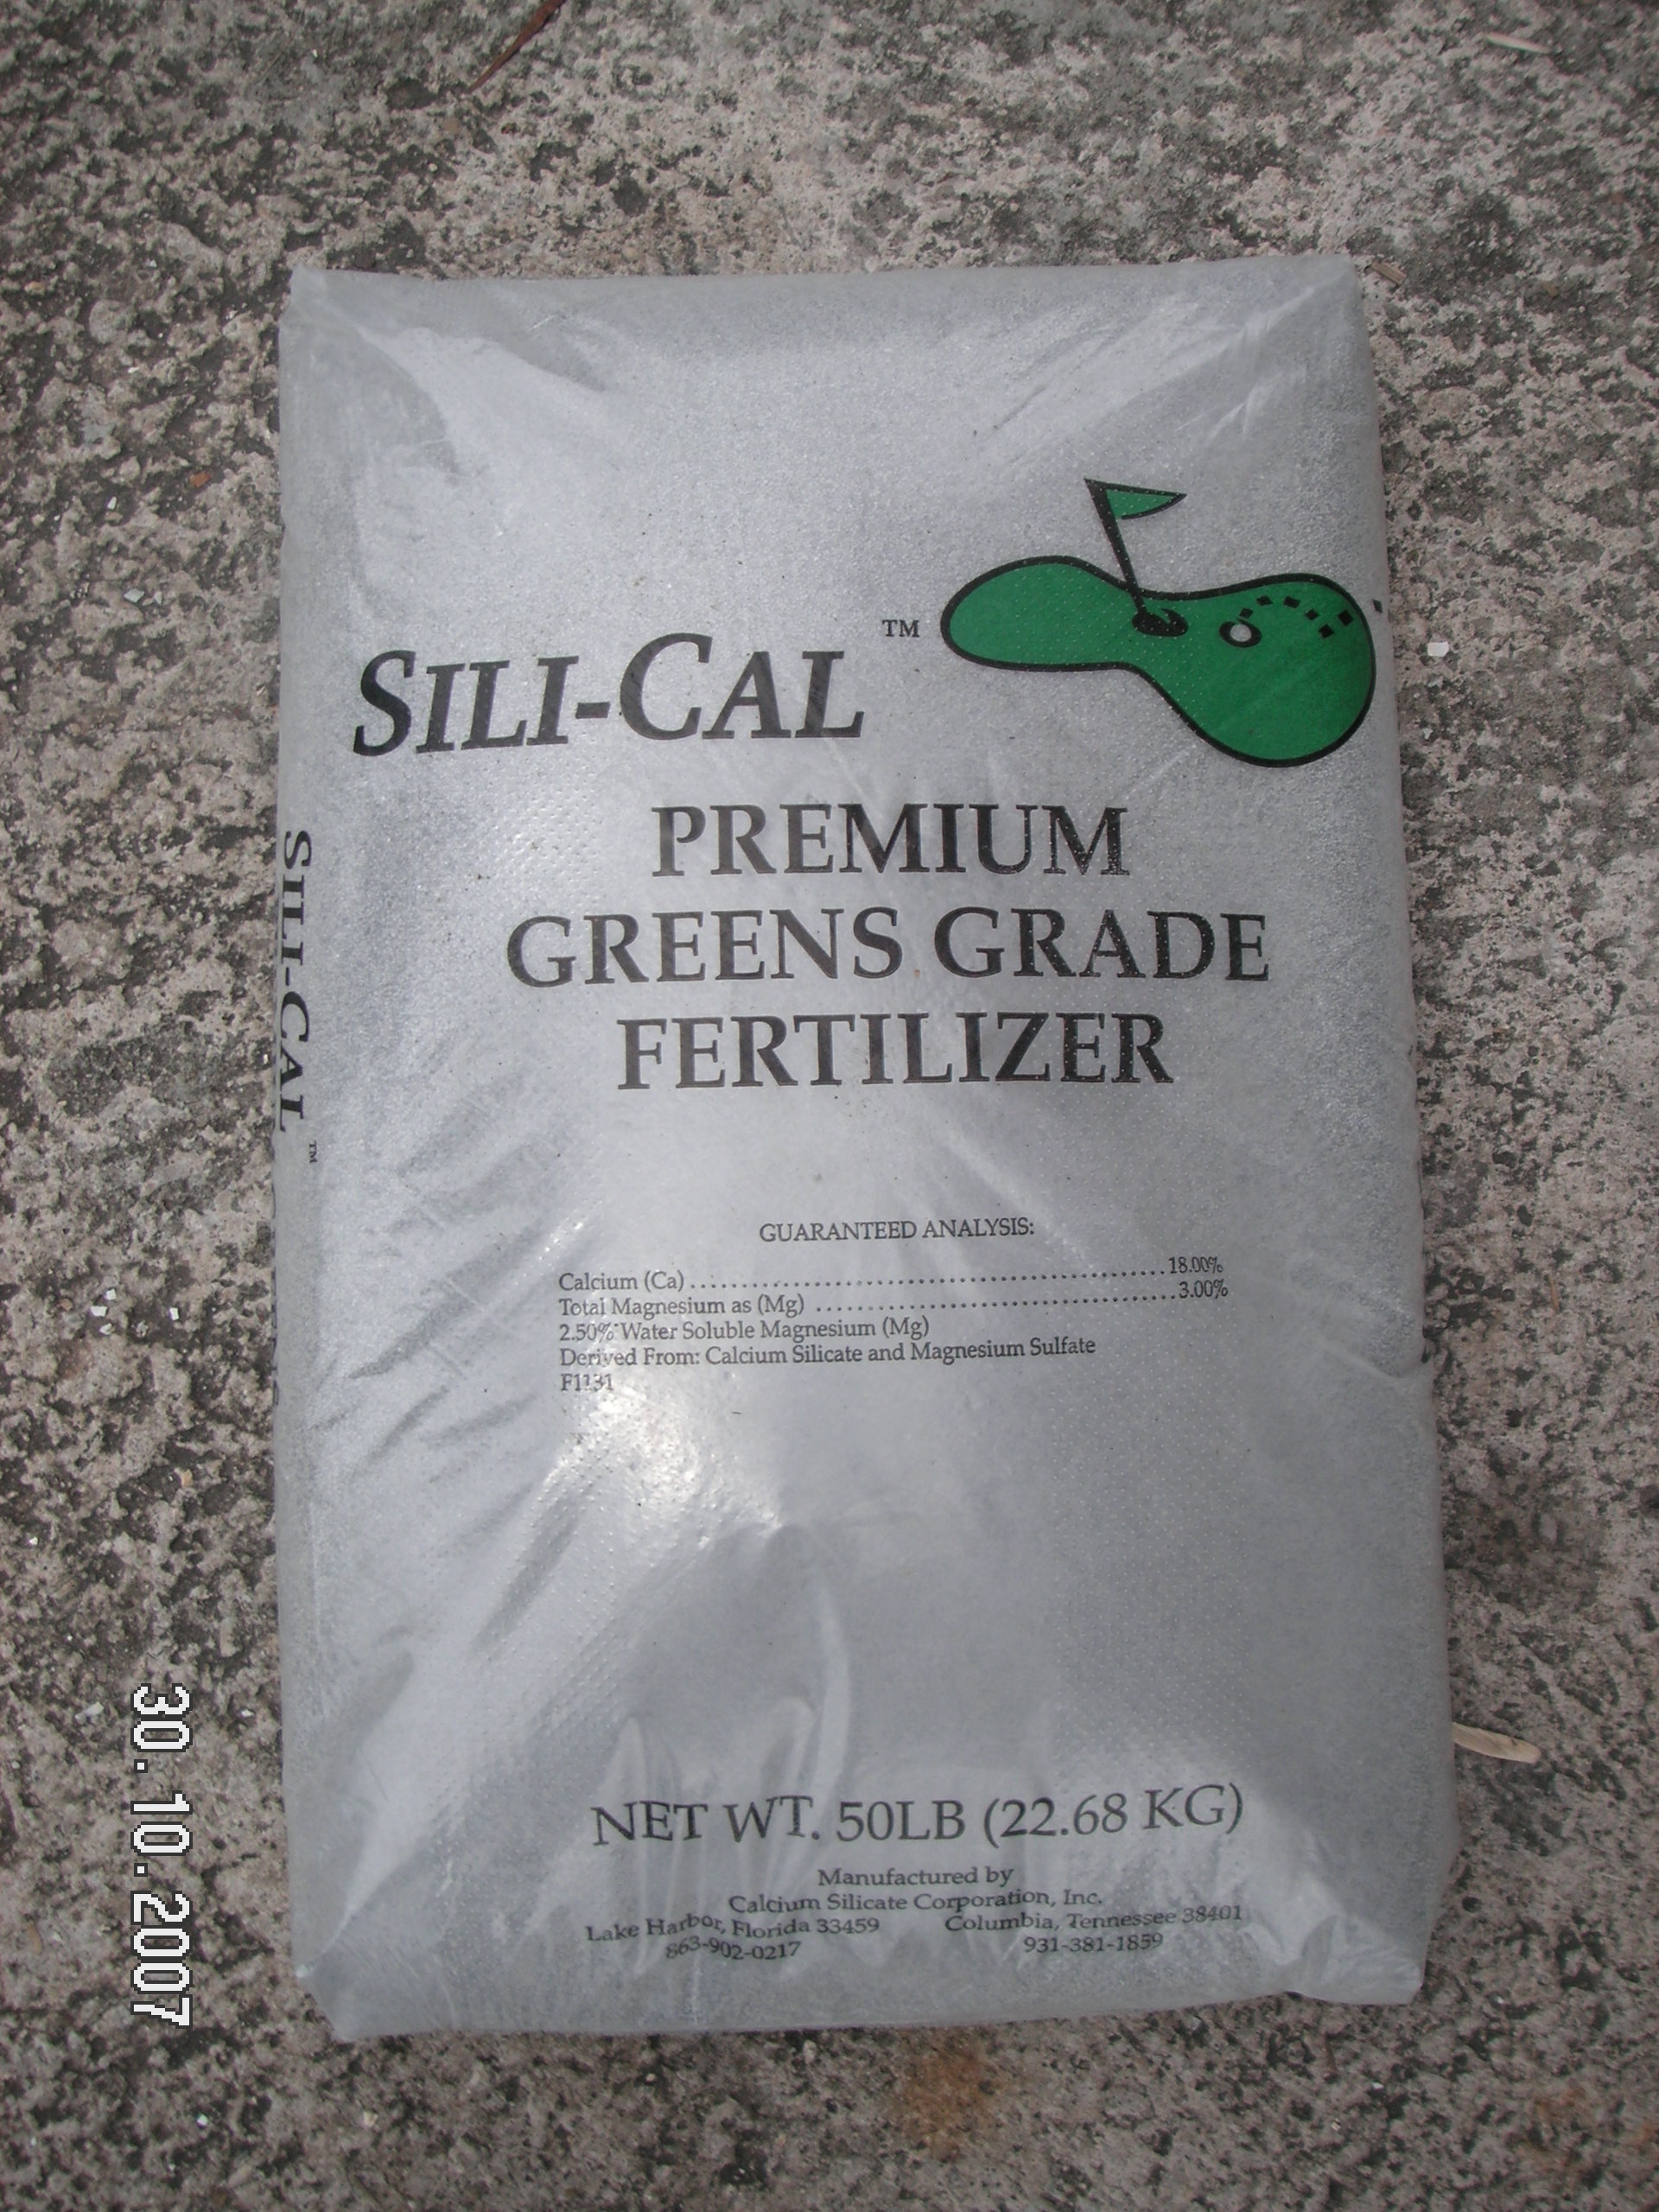 SILI-CAL™
PREMIUM
GREENS GRADE
FERTILIZER
SILI-CAL™
GUARANTEED ANALYSIS:
Calcium (Ca) ........................................................ 18.00%
Total Magnesium as (Mg) .......................................... 3.00%
2.50% Water Soluble Magnesium (Mg)
Derived From: Calcium Silicate and Magnesium Sulfate
F1131
NET WT. 50LB (22.68 KG)
Manufactured by
Calcium Silicate Corporation, Inc.
Lake Harbor, Florida 33459 Columbia, Tennessee 38401
863-902-0217 931-381-1859
30.10.2007